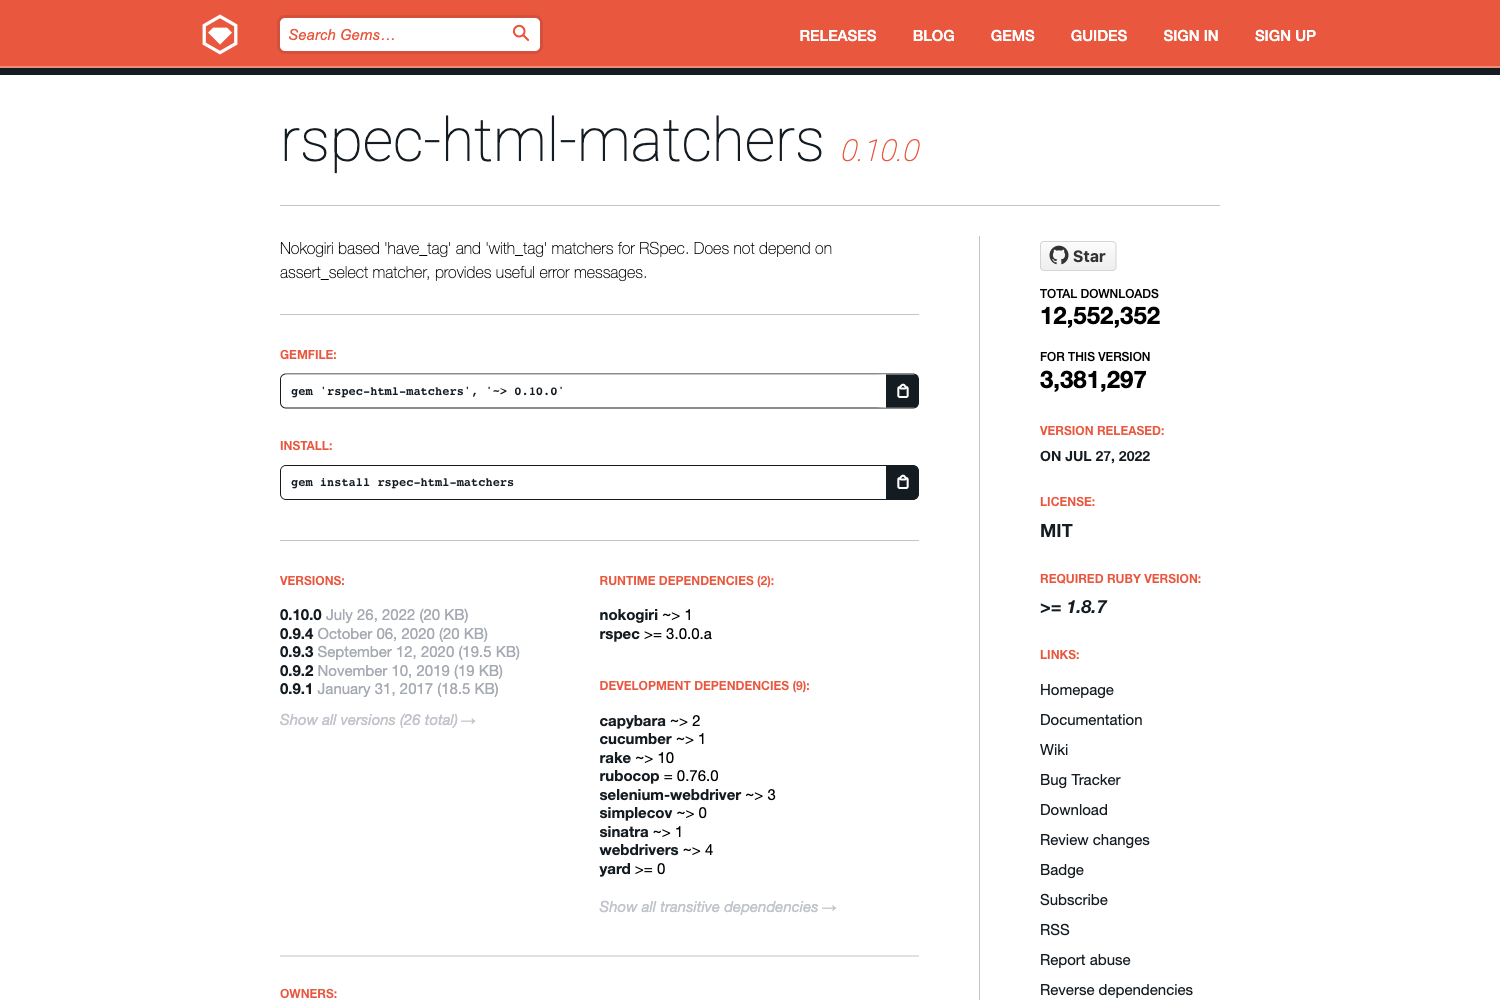 Search Gems...
RELEASES BLOG GEMS GUIDES SIGN IN SIGN UP
rspec-html-matchers 0.10.0
Nokogiri based 'have_tag' and 'with_tag' matchers for RSpec. Does not depend on
assert_select matcher, provides useful error messages.
GEMFILE:
gem 'rspec-html-matchers', '~> 0.10.0'
INSTALL:
gem install rspec-html-matchers
VERSIONS:
0.10.0 July 26, 2022 (20 KB)
0.9.4 October 06, 2020 (20 KB)
0.9.3 September 12, 2020 (19.5 KB)
0.9.2 November 10, 2019 (19 KB)
0.9.1 January 31, 2017 (18.5 KB)
Show all versions (26 total) →
RUNTIME DEPENDENCIES (2):
nokogiri ~> 1
rspec >= 3.0.0.a
DEVELOPMENT DEPENDENCIES (9):
capybara ~> 2
cucumber ~> 1
rake ~> 10
rubocop = 0.76.0
selenium-webdriver ~> 3
simplecov ~> 0
sinatra ~> 1
webdrivers ~> 4
yard >= 0
Show all transitive dependencies →
OWNERS:
Star
TOTAL DOWNLOADS
12,552,352
FOR THIS VERSION
3,381,297
VERSION RELEASED:
ON JUL 27, 2022
LICENSE:
MIT
REQUIRED RUBY VERSION:
>= 1.8.7
LINKS:
Homepage
Documentation
Wiki
Bug Tracker
Download
Review changes
Badge
Subscribe
RSS
Report abuse
Reverse dependencies